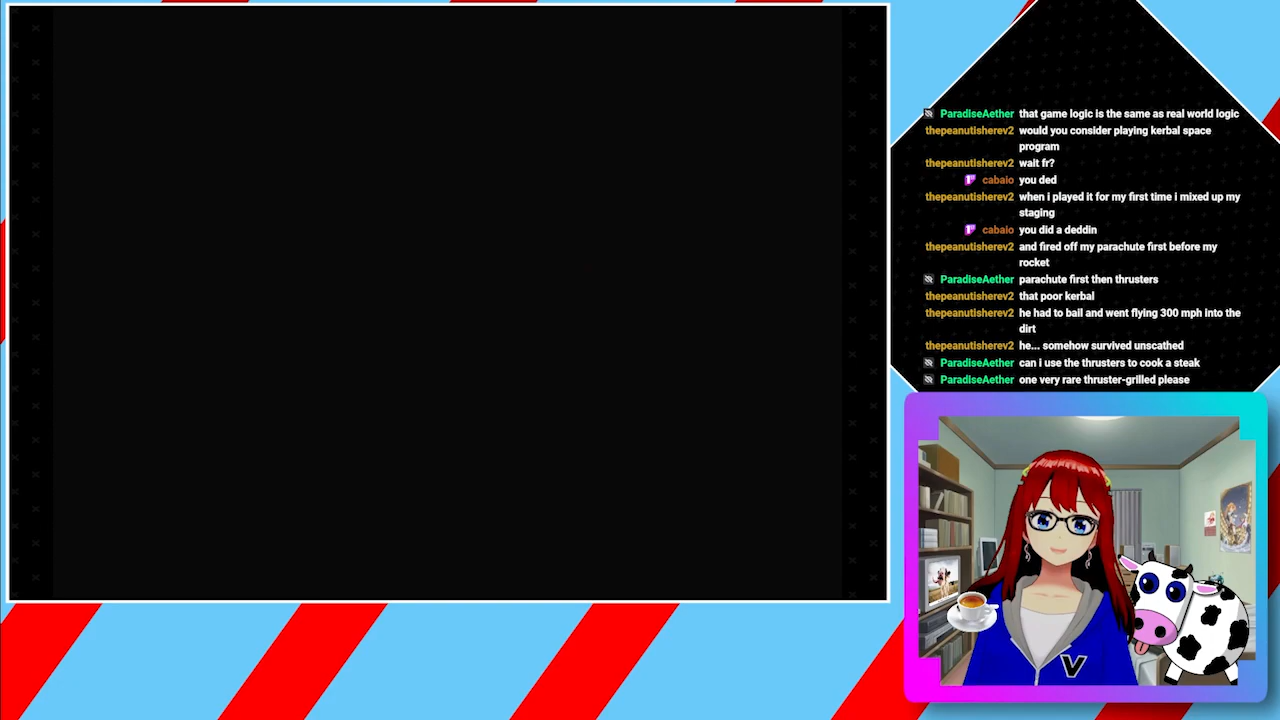 ParadiseAether that game logic is the same as real world logic
thepeanutisherev2 would you consider playing kerbal space
program
thepeanutisherev2 wait fr?
cabaio you ded
thepeanutisherev2 when i played it for my first time i mixed up my
staging
cabaio you did a deddin
thepeanutisherev2 and fired off my parachute first before my
rocket
ParadiseAether parachute first then thrusters
thepeanutisherev2 that poor kerbal
thepeanutisherev2 he had to bail and went flying 300 mph into the
dirt
thepeanutisherev2 he... somehow survived unscathed
ParadiseAether can i use the thrusters to cook a steak
ParadiseAether one very rare thruster-grilled please
V